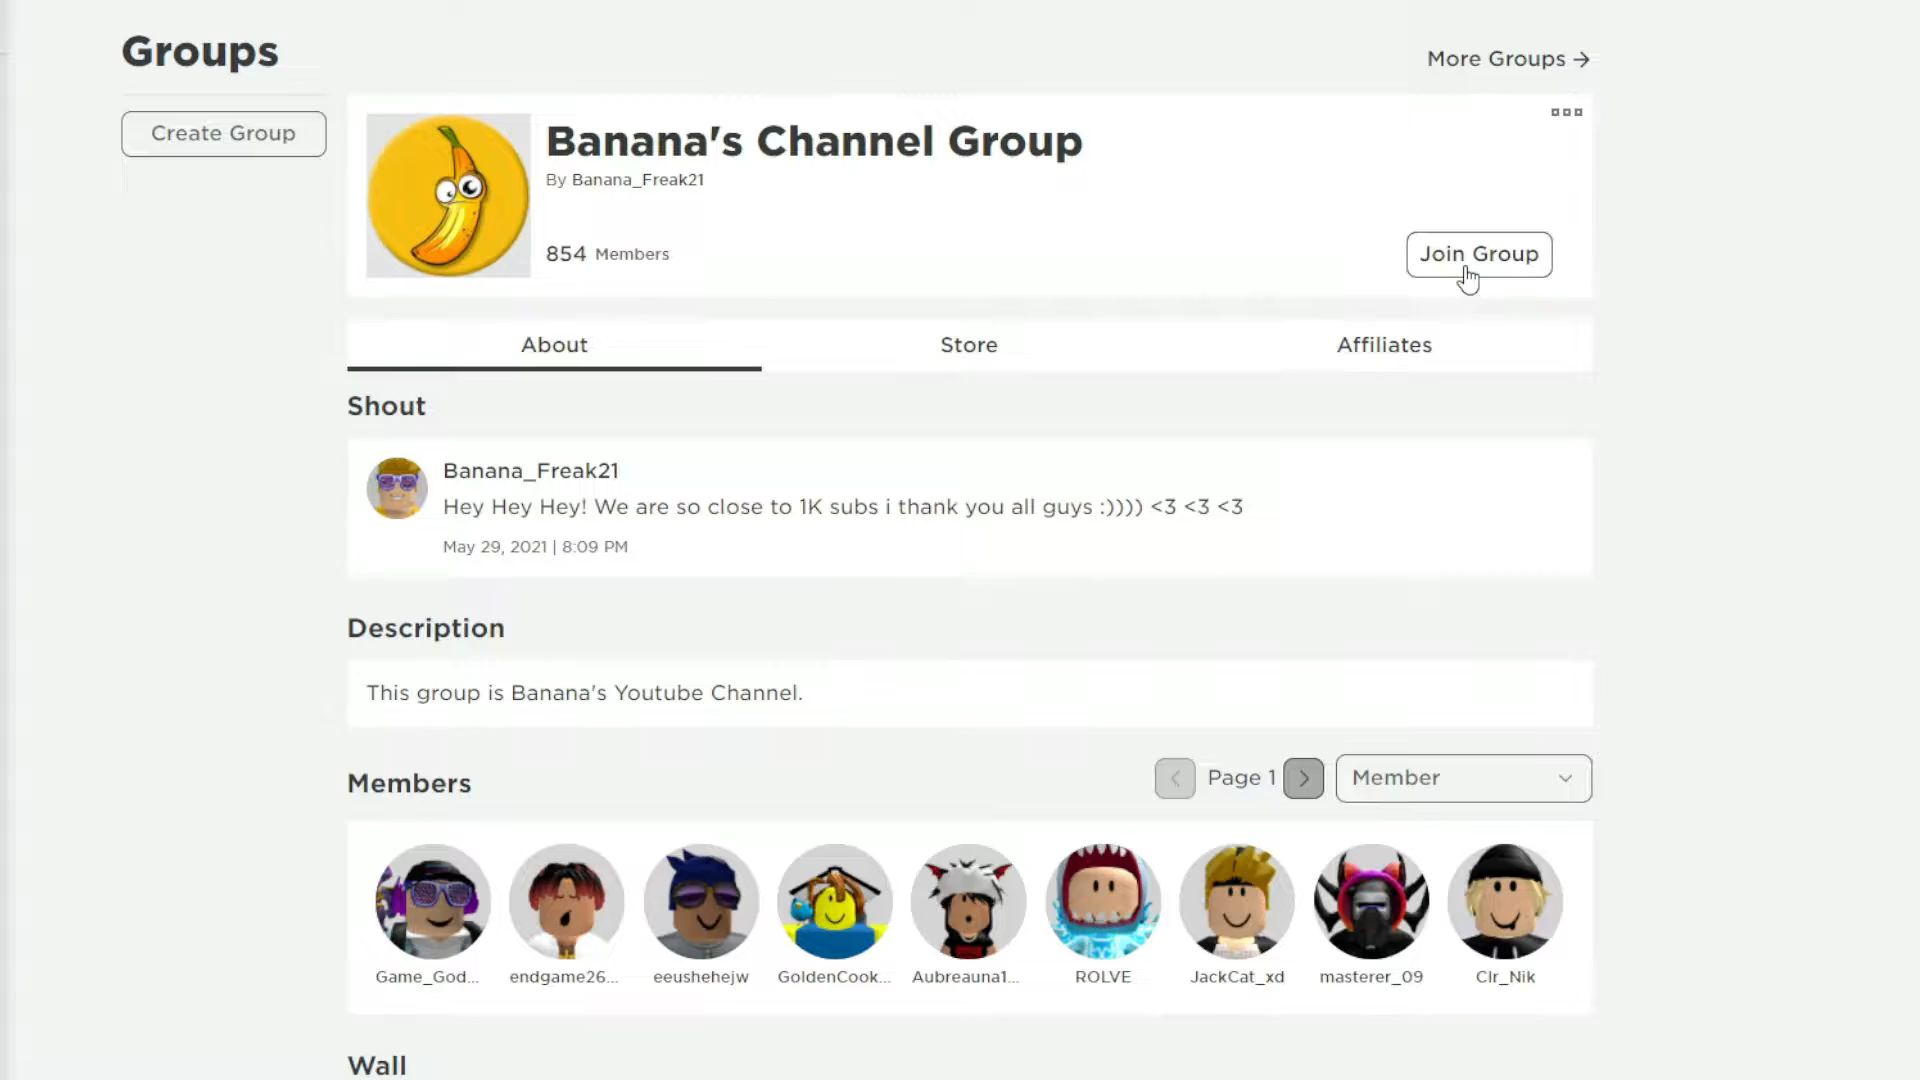 Groups
More Groups →
Create Group
Banana's Channel Group
By Banana_Freak21
854 Members
Join Group
About
Store
Affiliates
Shout
Banana_Freak21
Hey Hey Hey! We are so close to 1K subs i thank you all guys :)))) <3 <3 <3
May 29, 2021 | 8:09 PM
Description
This group is Banana's Youtube Channel.
Members
Page 1
Member
Game_God...
endgame26...
eeushehejw
GoldenCook...
Aubreauna1...
ROLVE
JackCat_xd
masterer_09
Clr_Nik
Wall